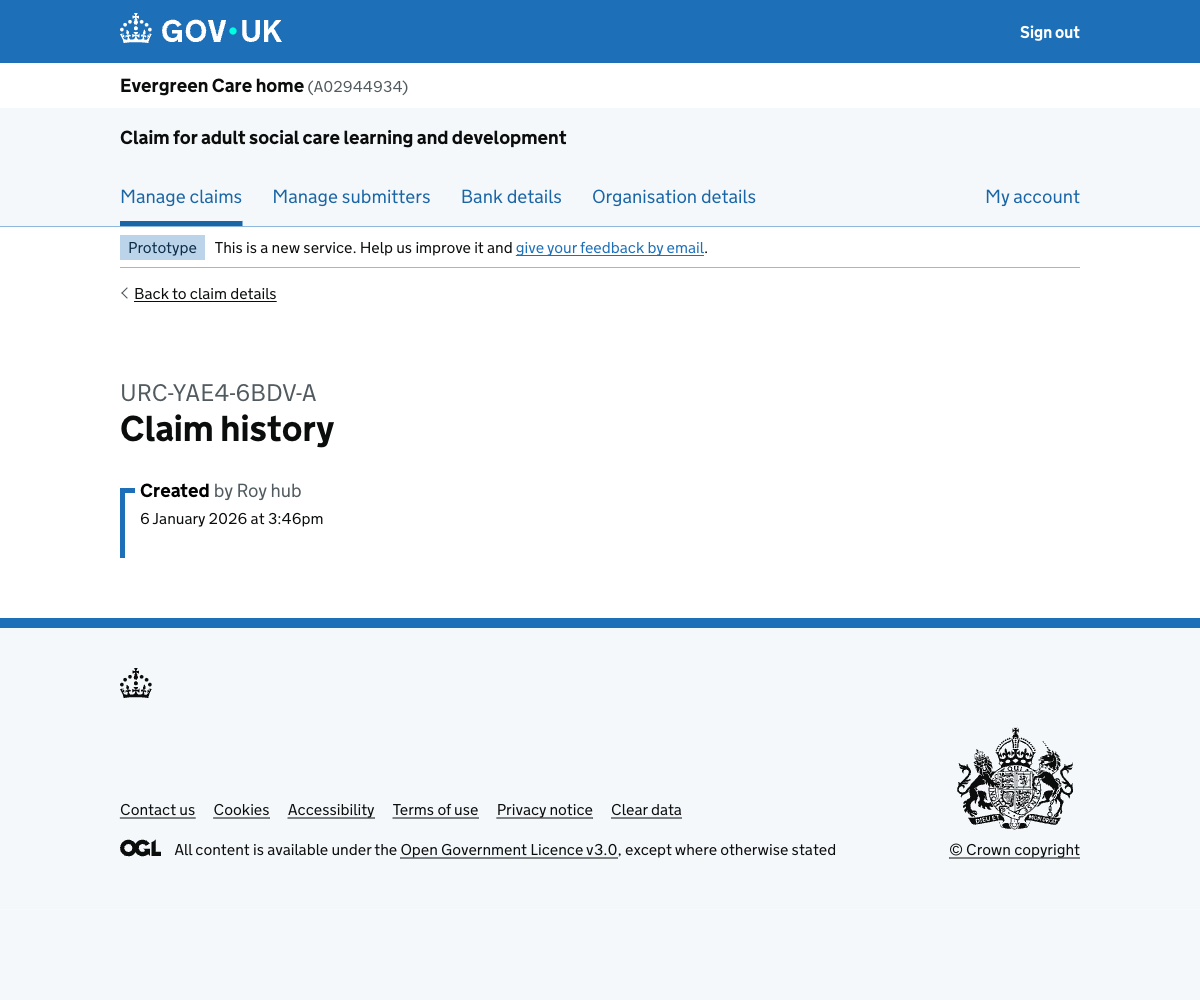 GOV·UK
Sign out
Evergreen Care home (A02944934)
Claim for adult social care learning and development
Manage claims Manage submitters Bank details Organisation details My account
Prototype This is a new service. Help us improve it and give your feedback by email.
Back to claim details
URC-YAE4-6BDV-A
Claim history
Created by Roy hub
6 January 2026 at 3:46pm
Contact us Cookies Accessibility Terms of use Privacy notice Clear data
OGL All content is available under the Open Government Licence v3.0, except where otherwise stated
© Crown copyright